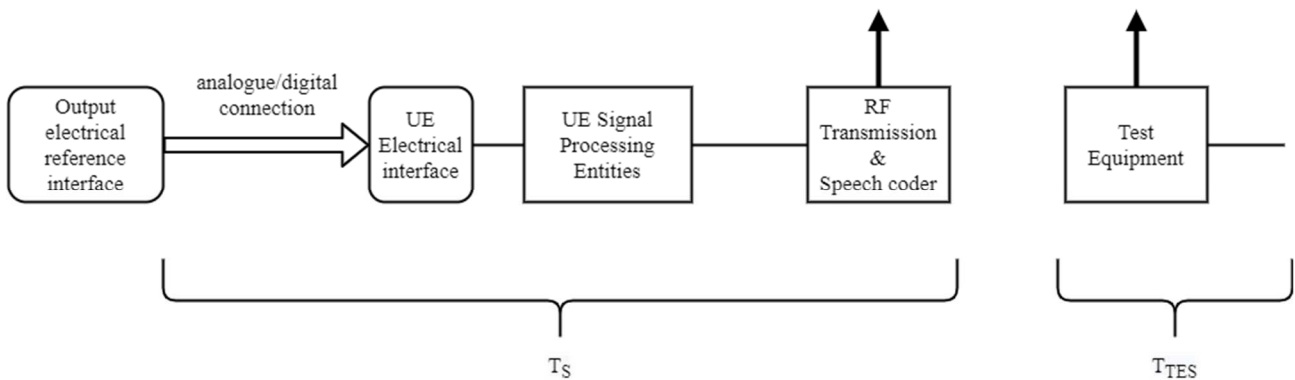 Output
electrical
reference
interface
analogue/digital
connection
UE
Electrical
interface
UE Signal
Processing
Entities
RF
Transmission
&
Speech coder
Test
Equipment
TS
TTES